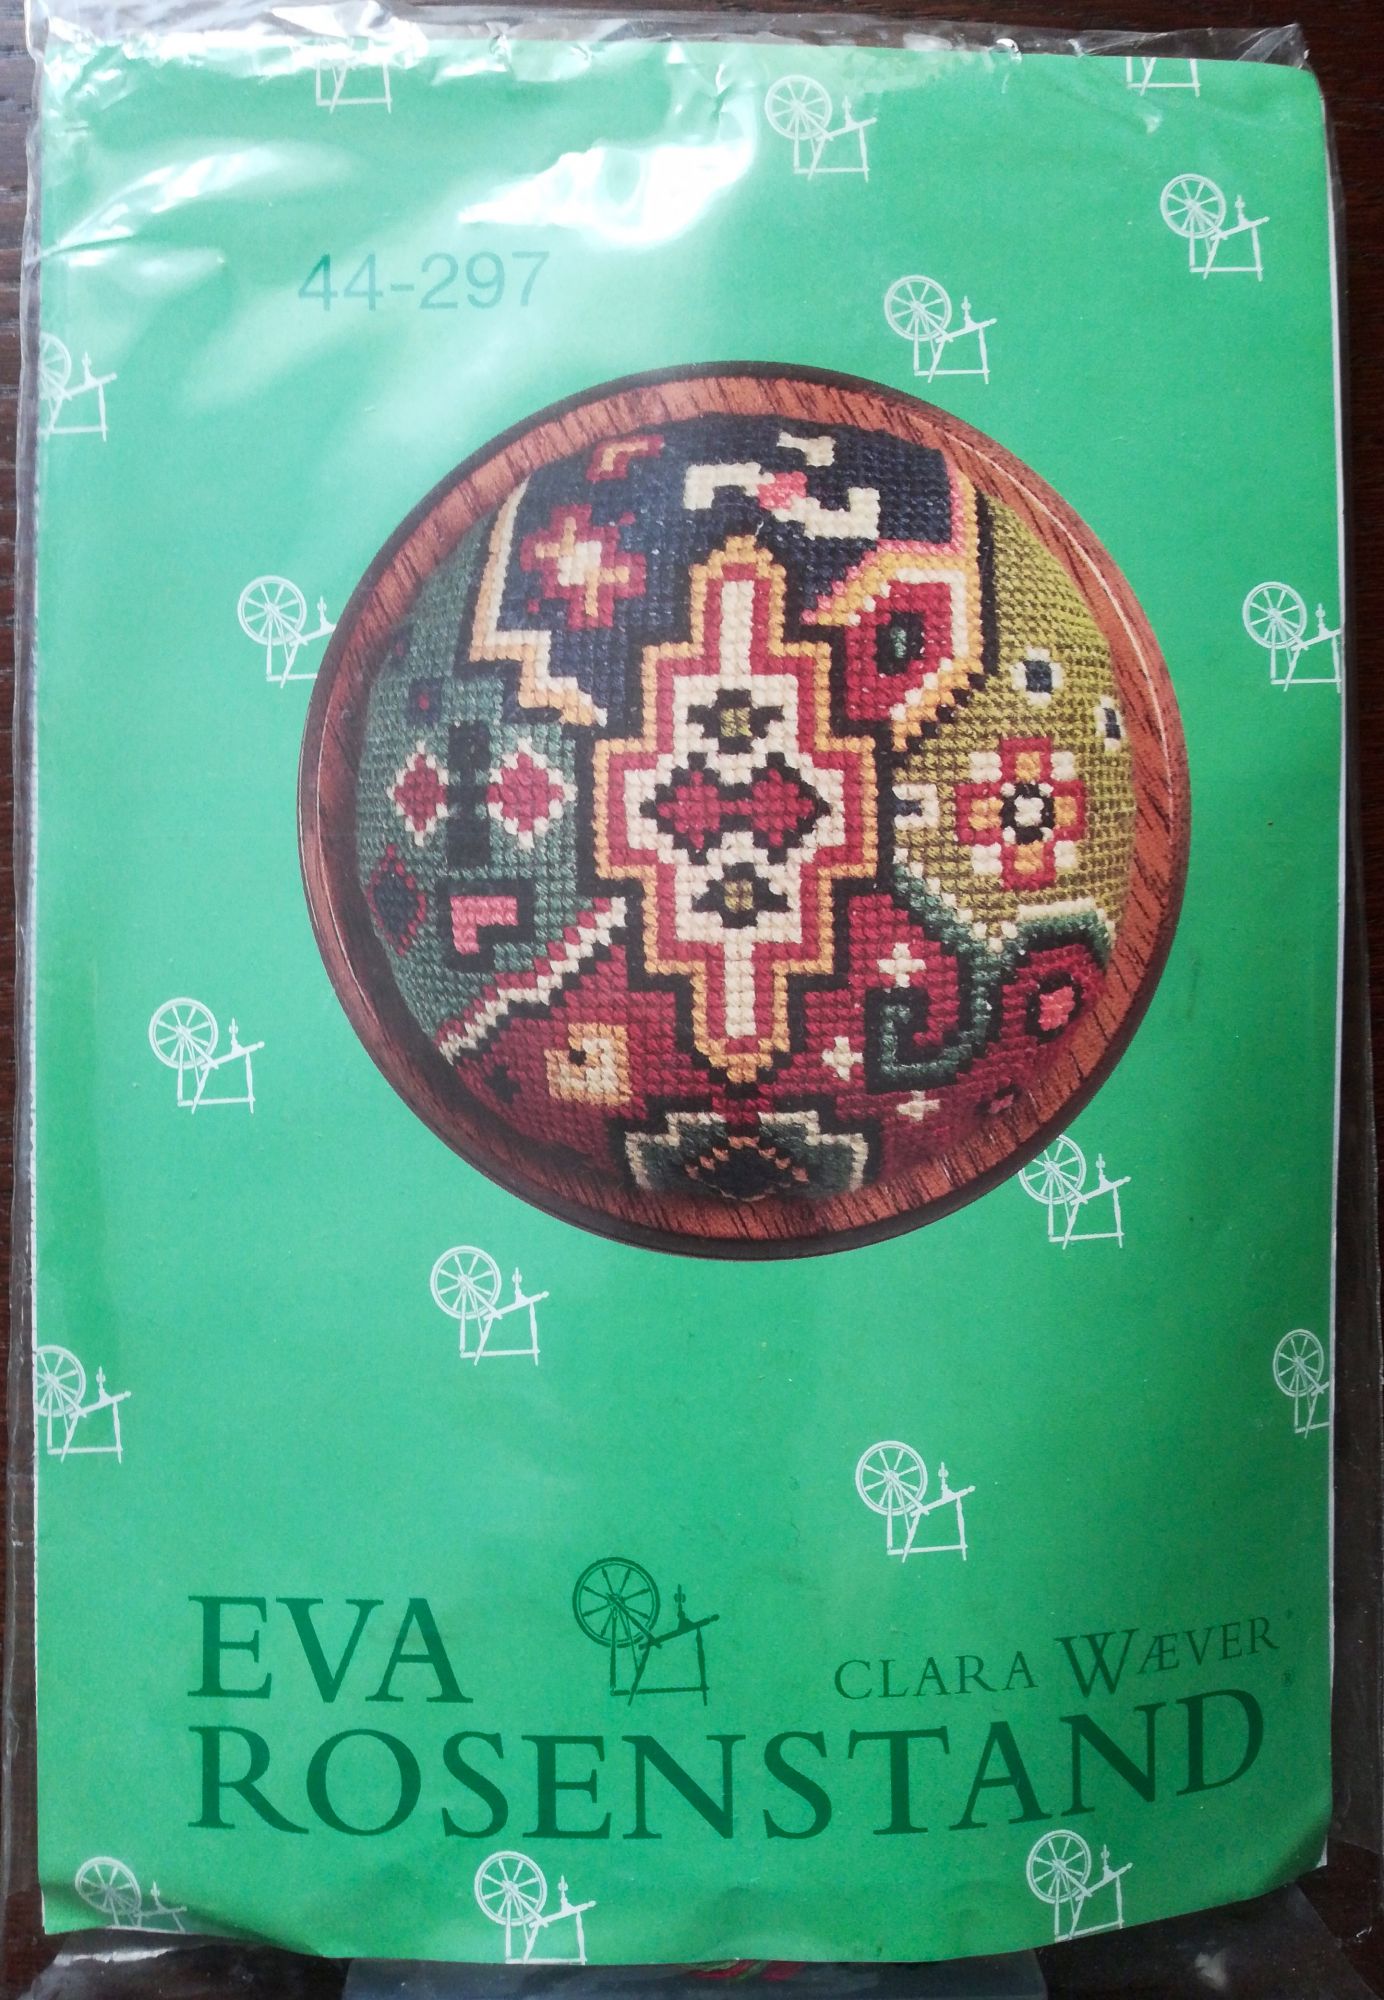 44-297
EVA
CLARA WÆVER®
ROSENSTAND®